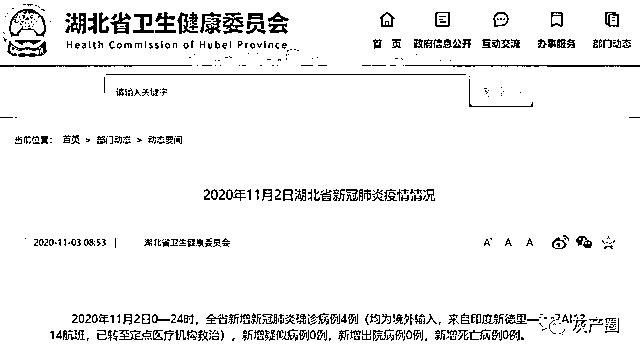 湖北省卫生健康委员会
Health Commission of Hubei Province
首 页 政府信息公开 互动交流 办事服务 部门动态
请输入关键字
当前位置： 首页 > 部门动态 > 动态要闻
2020年11月2日湖北省新冠肺炎疫情情况
2020-11-03 08:53 | 湖北省卫生健康委员会 A+ A A
2020年11月2日0—24时，全省新增新冠肺炎确诊病例4例（均为境外输入，来自印度新德里—
14航班，已转至定点医疗机构救治），新增疑似病例0例，新增出院病例0例，新增死亡病例0例。
灰产圈